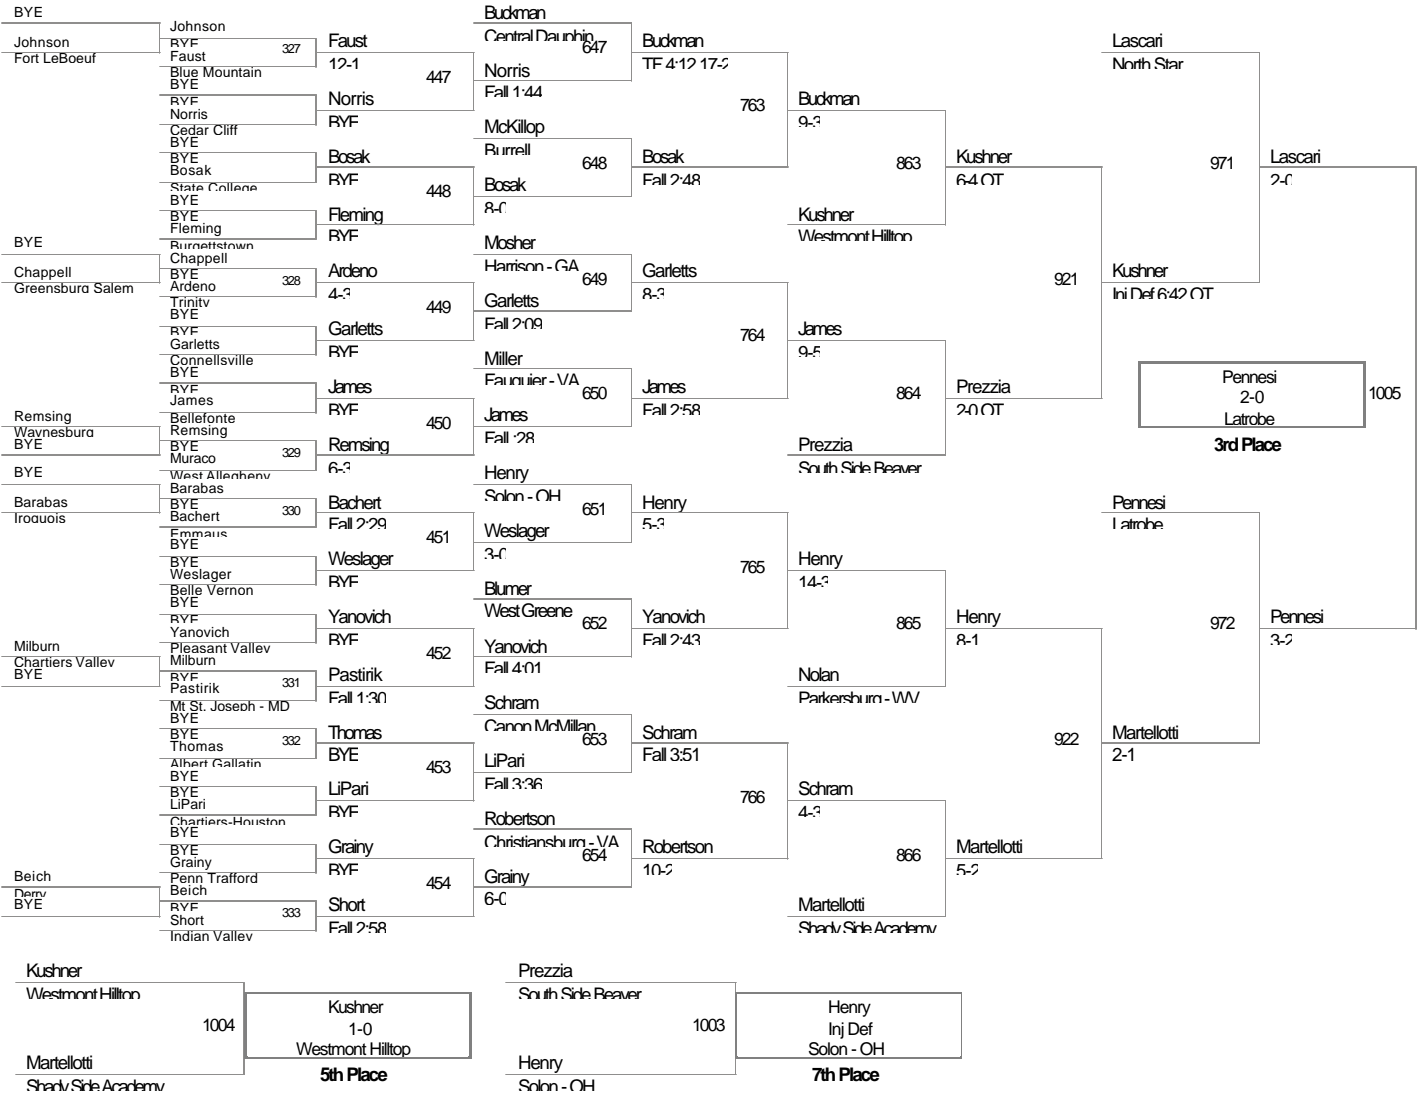 BYE
Johnson
Fort LeBoeuf
BYE
Chappell
Greensburg Salem
Remsing
Waynesburg
BYE
BYE
Barabas
Iroquois
Milburn
Chartiers Valley
BYE
Beich
Derry
BYE
Johnson
BYE 327
Faust
Blue Mountain
BYE
BYE
Norris
Cedar Cliff
BYE
BYE
Bosak
State College
BYE
BYE
Fleming
Burgettstown
Chappell
BYE 328
Ardeno
Trinity
BYE
BYE
Garletts
Connellsville
BYE
BYE
James
Bellefonte
Remsing
BYE 329
Muraco
West Allegheny
Barabas
BYE 330
Bachert
Emmaus
BYE
BYE
Weslager
Belle Vernon
BYE
BYE
Yanovich
Pleasant Valley
Milburn
BYE 331
Pastirik
Mt St. Joseph - MD
BYE
BYE 332
Thomas
Albert Gallatin
BYE
BYE
LiPari
Chartiers-Houston
BYE
BYE
Grainy
Penn Trafford
Beich
BYE 333
Short
Indian Valley
Faust
12-1
447
Norris
BYE
Bosak
BYE
448
Fleming
BYE
Ardeno
4-3
449
Garletts
BYE
James
BYE
450
Remsing
6-3
Bachert
Fall 2:29
451
Weslager
BYE
Yanovich
BYE
452
Pastirik
Fall 1:30
Thomas
BYE
453
LiPari
BYE
Grainy
BYE
454
Short
Fall 2:58
Buckman
Central Dauphin
647
Norris
Fall 1:44
McKillop
Burrell
648
Bosak
8-0
Mosher
Harrison - GA
649
Garletts
Fall 2:09
Miller
Fauquier - VA
650
James
Fall :28
Henry
Solon - OH
651
Weslager
3-0
Blumer
West Greene
652
Yanovich
Fall 4:01
Schram
Canon McMillan
653
LiPari
Fall 3:36
Robertson
Christiansburg - VA
654
Grainy
6-0
Buckman
TF 4:12 17-2
763
Bosak
Fall 2:48
Garletts
8-3
764
James
Fall 2:58
Henry
5-3
765
Yanovich
Fall 2:43
Schram
Fall 3:51
766
Robertson
10-2
Buckman
9-3
863
Kushner
Westmont Hilltop
James
9-5
864
Prezzia
South Side Beaver
Henry
14-3
865
Nolan
Parkersburg - WV
Schram
4-3
866
Martellotti
Shady Side Academy
Kushner
6-4 OT
921
Prezzia
2-0 OT
Henry
8-1
922
Martellotti
5-2
Lascari
North Star
971
Kushner
Inj Def 6:42 OT
Pennesi
Latrobe
972
Martellotti
2-1
Lascari
2-0
Pennesi
3-2
Pennesi
2-0
Latrobe
1005
3rd Place
Kushner
Westmont Hilltop
1004
Martellotti
Shady Side Academy
Kushner
1-0
Westmont Hilltop
5th Place
Prezzia
South Side Beaver
1003
Henry
Solon - OH
Henry
Inj Def
Solon - OH
7th Place